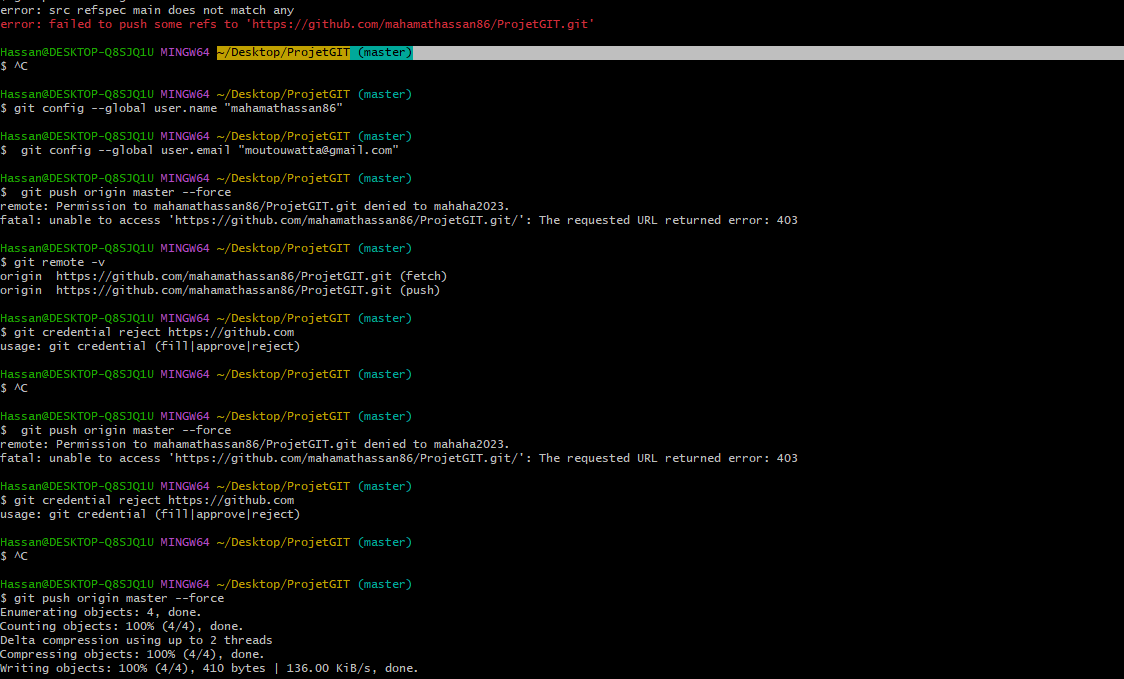 error: src refspec main does not match any
error: failed to push some refs to 'https://github.com/mahamathassan86/ProjetGIT.git'
Hassan@DESKTOP-Q8SJQ1U MINGW64 ~/Desktop/ProjetGIT (master)
$ ^C
Hassan@DESKTOP-Q8SJQ1U MINGW64 ~/Desktop/ProjetGIT (master)
$ git config --global user.name "mahamathassan86"
Hassan@DESKTOP-Q8SJQ1U MINGW64 ~/Desktop/ProjetGIT (master)
$  git config --global user.email "moutouwatta@gmail.com"
Hassan@DESKTOP-Q8SJQ1U MINGW64 ~/Desktop/ProjetGIT (master)
$  git push origin master --force
remote: Permission to mahamathassan86/ProjetGIT.git denied to mahaha2023.
fatal: unable to access 'https://github.com/mahamathassan86/ProjetGIT.git/': The requested URL returned error: 403
Hassan@DESKTOP-Q8SJQ1U MINGW64 ~/Desktop/ProjetGIT (master)
$ git remote -v
origin  https://github.com/mahamathassan86/ProjetGIT.git (fetch)
origin  https://github.com/mahamathassan86/ProjetGIT.git (push)
Hassan@DESKTOP-Q8SJQ1U MINGW64 ~/Desktop/ProjetGIT (master)
$ git credential reject https://github.com
usage: git credential (fill|approve|reject)
Hassan@DESKTOP-Q8SJQ1U MINGW64 ~/Desktop/ProjetGIT (master)
$ ^C
Hassan@DESKTOP-Q8SJQ1U MINGW64 ~/Desktop/ProjetGIT (master)
$  git push origin master --force
remote: Permission to mahamathassan86/ProjetGIT.git denied to mahaha2023.
fatal: unable to access 'https://github.com/mahamathassan86/ProjetGIT.git/': The requested URL returned error: 403
Hassan@DESKTOP-Q8SJQ1U MINGW64 ~/Desktop/ProjetGIT (master)
$ git credential reject https://github.com
usage: git credential (fill|approve|reject)
Hassan@DESKTOP-Q8SJQ1U MINGW64 ~/Desktop/ProjetGIT (master)
$ ^C
Hassan@DESKTOP-Q8SJQ1U MINGW64 ~/Desktop/ProjetGIT (master)
$ git push origin master --force
Enumerating objects: 4, done.
Counting objects: 100% (4/4), done.
Delta compression using up to 2 threads
Compressing objects: 100% (4/4), done.
Writing objects: 100% (4/4), 410 bytes | 136.00 KiB/s, done.